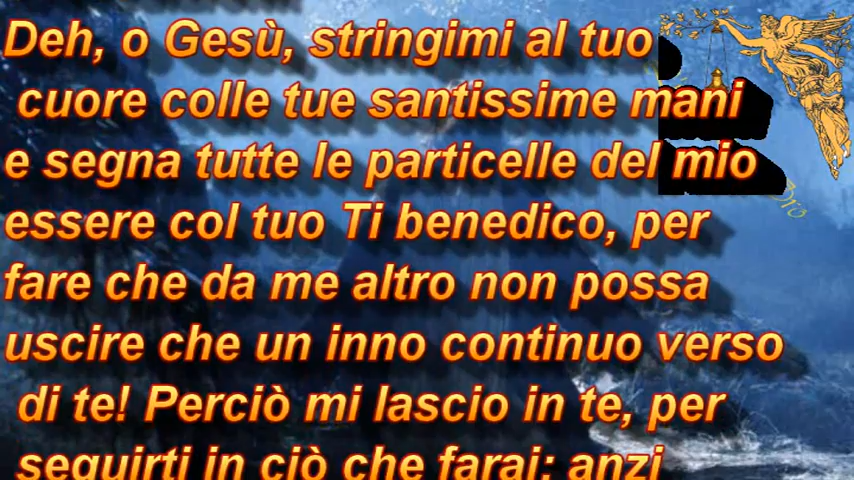 Deh, o Gesù, stringimi al tuo
cuore colle tue santissime mani
e segna tutte le particelle del mio
essere col tuo Ti benedico, per
fare che da me altro non possa
uscire che un inno continuo verso
di te! Perciò mi lascio in te, per
seguirti in ciò che farai; anzi